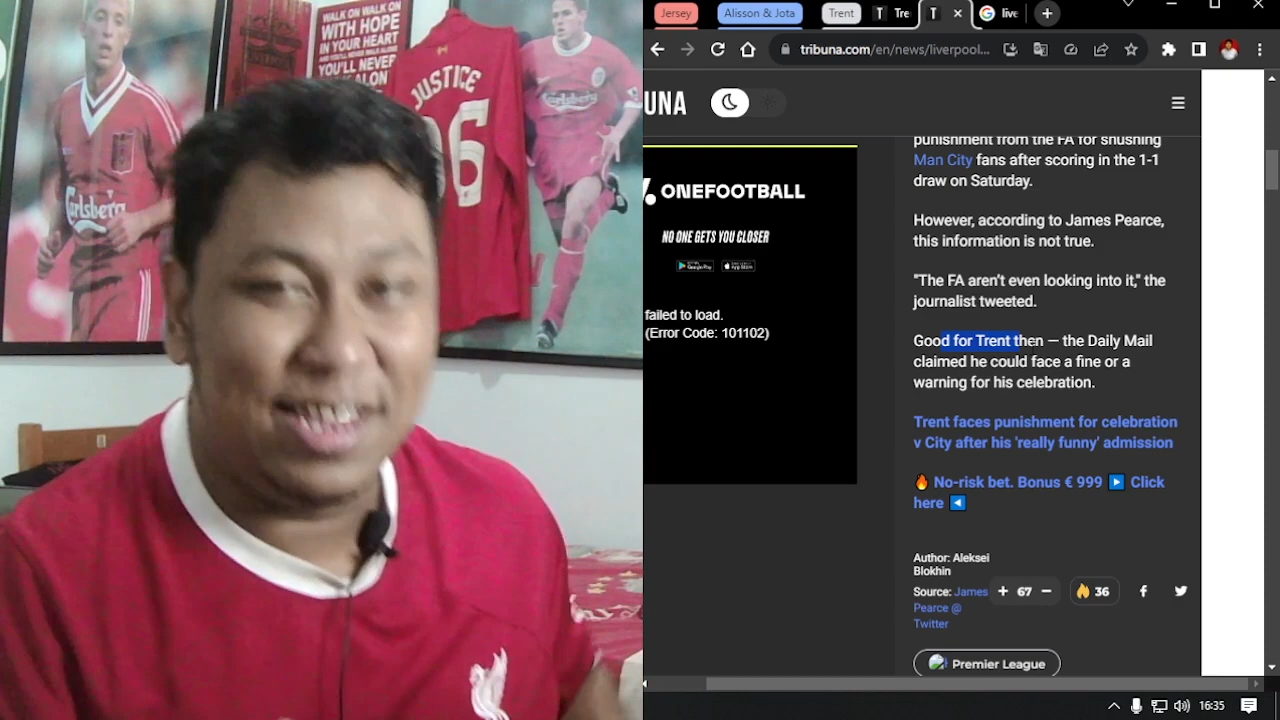 WALK ON WALK ON
WITH HOPE
IN YOUR HEART
YOU'LL NEVER
JUSTICE
96
Carlsberg
Carlsberg
Jersey
Alisson & Jota
Trent
Tre
live
tribuna.com/en/news/liverpool...
UNA
ONEFOOTBALL
NO ONE GETS YOU CLOSER
Google Play
App Store
failed to load.
(Error Code: 101102)
punishment from the FA for shushing
Man City fans after scoring in the 1-1
draw on Saturday.
However, according to James Pearce,
this information is not true.
"The FA aren't even looking into it," the
journalist tweeted.
Good for Trent then — the Daily Mail
claimed he could face a fine or a
warning for his celebration.
Trent faces punishment for celebration
v City after his 'really funny' admission
🔥 No-risk bet. Bonus € 999 ▶ Click
here ◀
Author: Aleksei
Blokhin
Source: James
Pearce @
Twitter
+ 67 −
36
Premier League
16:35